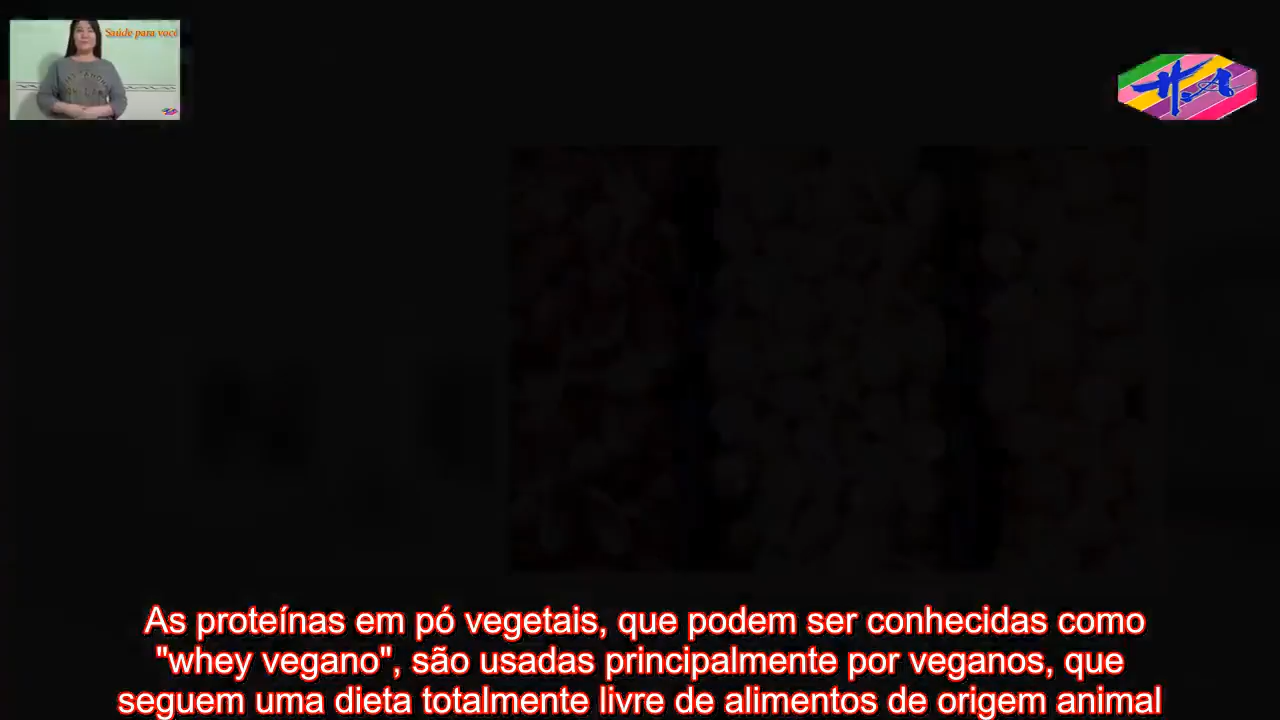 Saúde para você
As proteínas em pó vegetais, que podem ser conhecidas como
"whey vegano", são usadas principalmente por veganos, que
seguem uma dieta totalmente livre de alimentos de origem animal